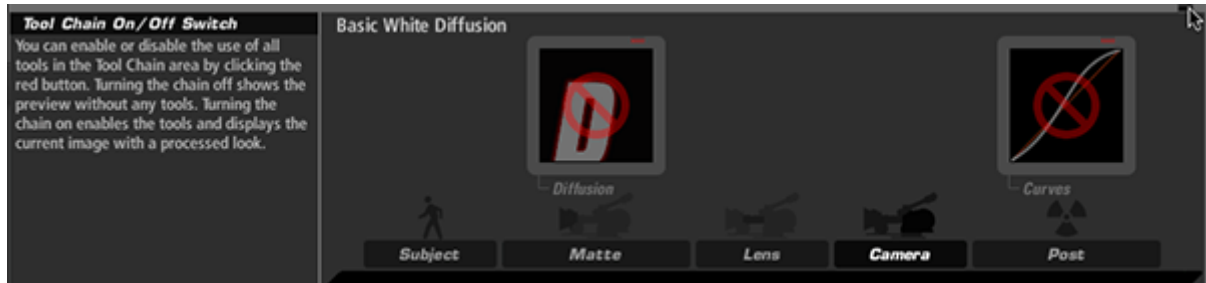 Tool Chain On/Off Switch
You can enable or disable the use of all
tools in the Tool Chain area by clicking the
red button. Turning the chain off shows the
preview without any tools. Turning the
chain on enables the tools and displays the
current image with a processed look.
Basic White Diffusion
D
Diffusion
Curves
Subject
Matte
Lens
Camera
Post